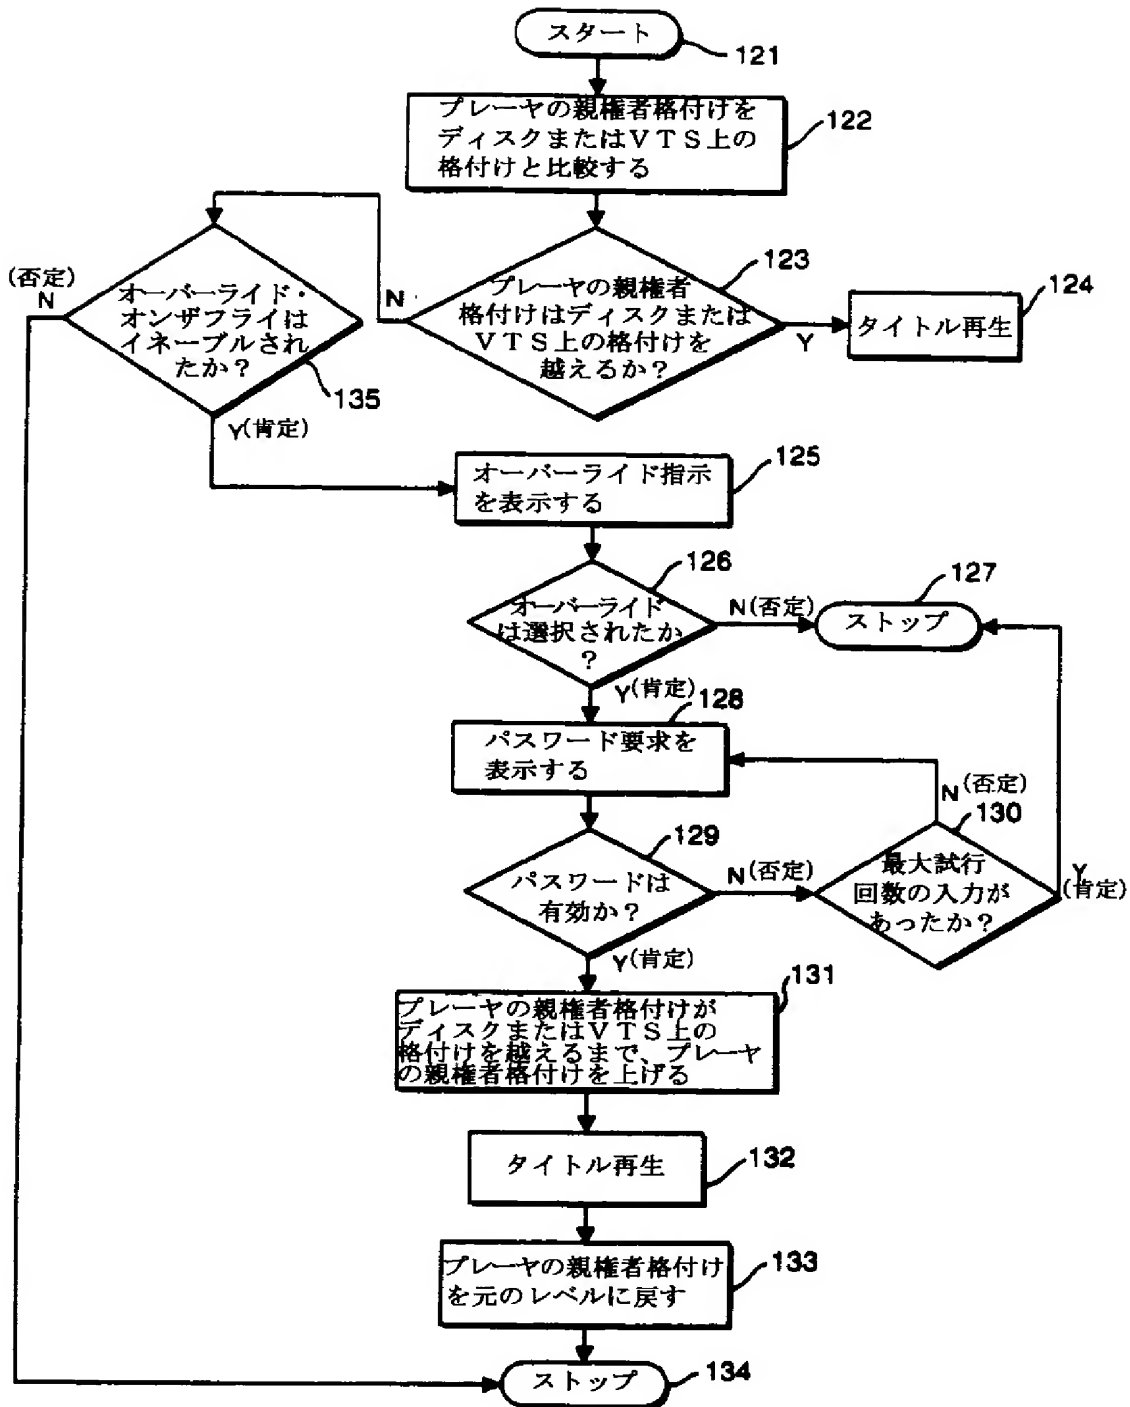 スタート
121
プレーヤの親権者格付けを
ディスクまたはVTS上の
格付けと比較する
122
プレーヤの親権者
格付けはディスクまたは
VTS上の格付けを
越えるか?
123
N
Y
タイトル再生
124
オーバーライド・
オンザフライは
イネーブルされ
たか?
135
(否定)
N
Y(肯定)
オーバーライド指示
を表示する
125
オーバーライド
は選択されたか
?
126
N(否定)
ストップ
127
Y(肯定)
パスワード要求を
表示する
128
パスワードは
有効か?
129
N(否定)
最大試行
回数の入力が
あったか?
130
N(否定)
Y
(肯定)
Y(肯定)
プレーヤの親権者格付けが
ディスクまたはVTS上の
格付けを越えるまで、プレーヤ
の親権者格付けを上げる
131
タイトル再生
132
プレーヤの親権者格付け
を元のレベルに戻す
133
ストップ
134